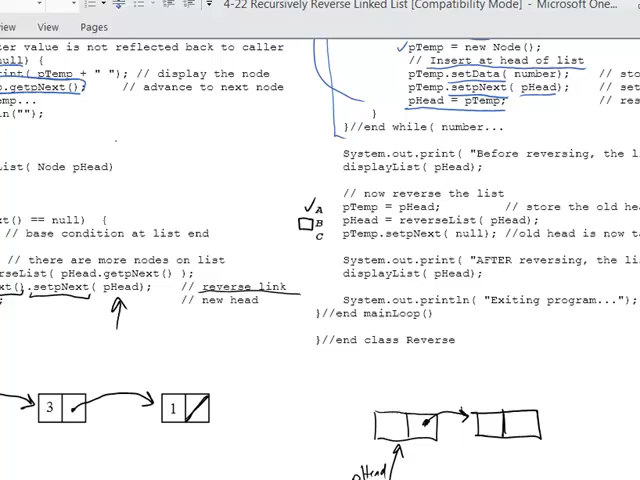 4-22 Recursively Reverse Linked List [Compatibility Mode] - Microsoft One...
View
Pages
ter value is not reflected back to caller
null) {
rint( pTemp + " "); // display the node
p.getpNext(); // advance to next node
emp...
ln("");
List( Node pHead)
xt() == null) {
// base condition at list end
// there are more nodes on list
erseList( pHead.getpNext() );
ext().setpNext( pHead); // reverse link
; // new head
3
1
pTemp = new Node();
// Insert at head of list
pTemp.setData( number); // sto
pTemp.setpNext( pHead); // set
pHead = pTemp; // res
}
}//end while( number...
System.out.print( "Before reversing, the li
displayList( pHead);
// now reverse the list
A pTemp = pHead; // store the old hea
B pHead = reverseList( pHead);
C pTemp.setpNext( null); //old head is now ta
System.out.print( "AFTER reversing, the lis
displayList( pHead);
System.out.println( "Exiting program...");
}//end mainLoop()
}//end class Reverse
pHead